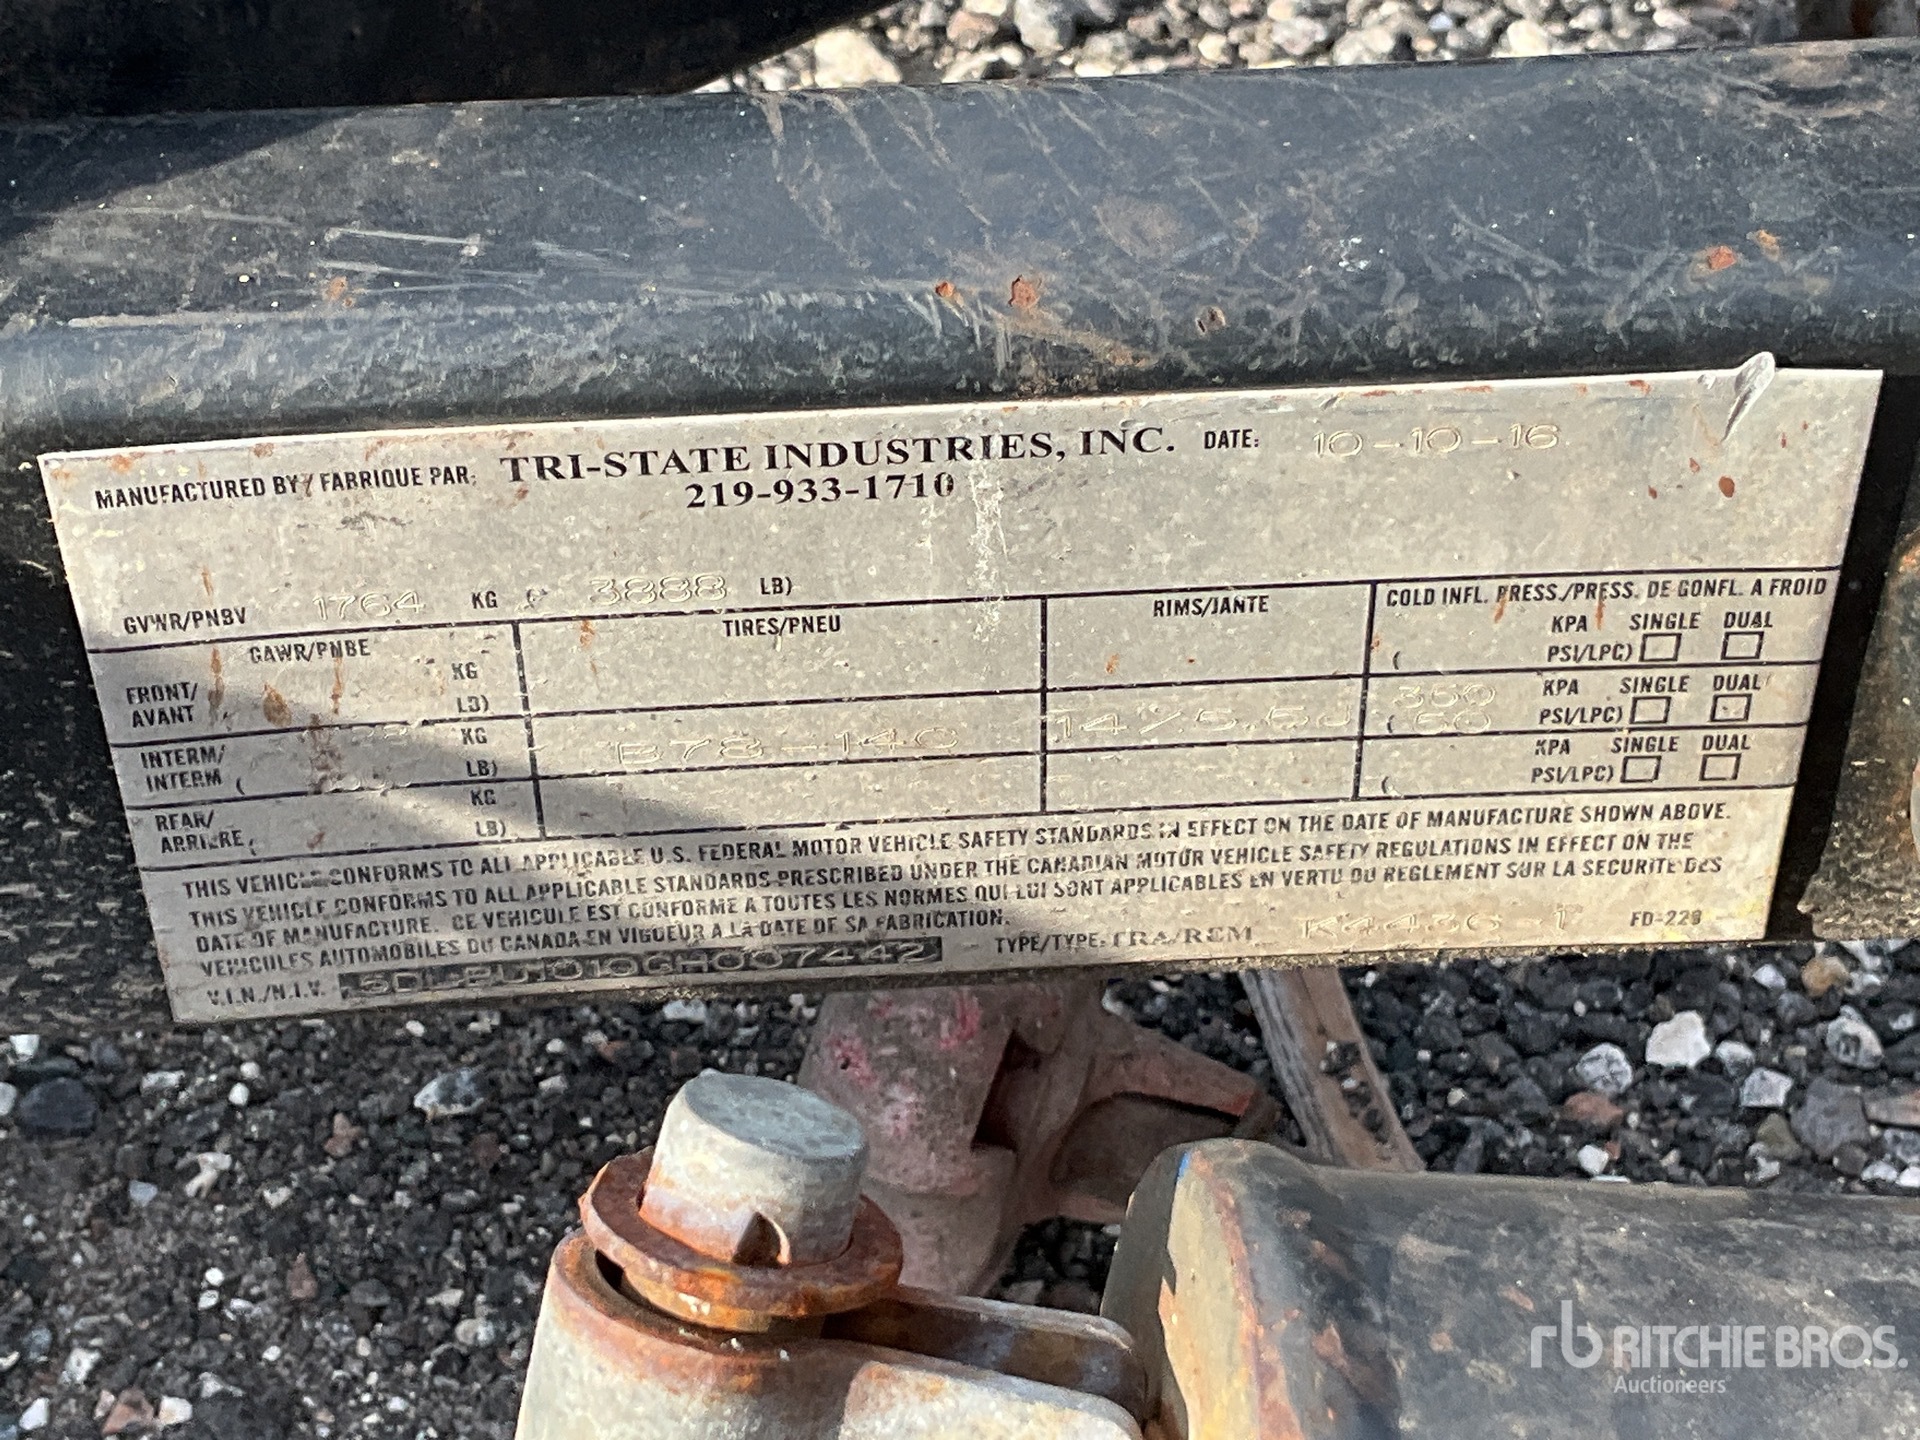 MANUFACTURED BY / FABRIQUE PAR: TRI-STATE INDUSTRIES, INC. DATE: 10-10-16
219-933-1710
GVWR/PNBV 1764 KG ( 3888 LB)
GAWR/PNBE TIRES/PNEU RIMS/JANTE COLD INFL. PRESS./PRESS. DE GONFL. A FROID
FRONT/ KG KPA SINGLE DUAL
AVANT LB) ( PSI/LPC)
INTERM/ KG B78-14C 14X5.5J 360 KPA SINGLE DUAL
INTERM ( LB) ( 60 PSI/LPC)
REAR/ KG KPA SINGLE DUAL
ARRIERE ( LB) ( PSI/LPC)
THIS VEHICLE CONFORMS TO ALL APPLICABLE U.S. FEDERAL MOTOR VEHICLE SAFETY STANDARDS IN EFFECT ON THE DATE OF MANUFACTURE SHOWN ABOVE.
THIS VEHICLE CONFORMS TO ALL APPLICABLE STANDARDS PRESCRIBED UNDER THE CANADIAN MOTOR VEHICLE SAFETY REGULATIONS IN EFFECT ON THE
DATE OF MANUFACTURE. CE VEHICULE EST CONFORME A TOUTES LES NORMES QUI LUI SONT APPLICABLES EN VERTU DU REGLEMENT SUR LA SECURITE DES
VEHICULES AUTOMOBILES DU CANADA EN VIGUEUR A LA DATE DE SA FABRICATION.
V.I.N./N.I.V. TYPE/TYPE: TRA/REM FD-228
rb RITCHIE BROS.
Auctioneers